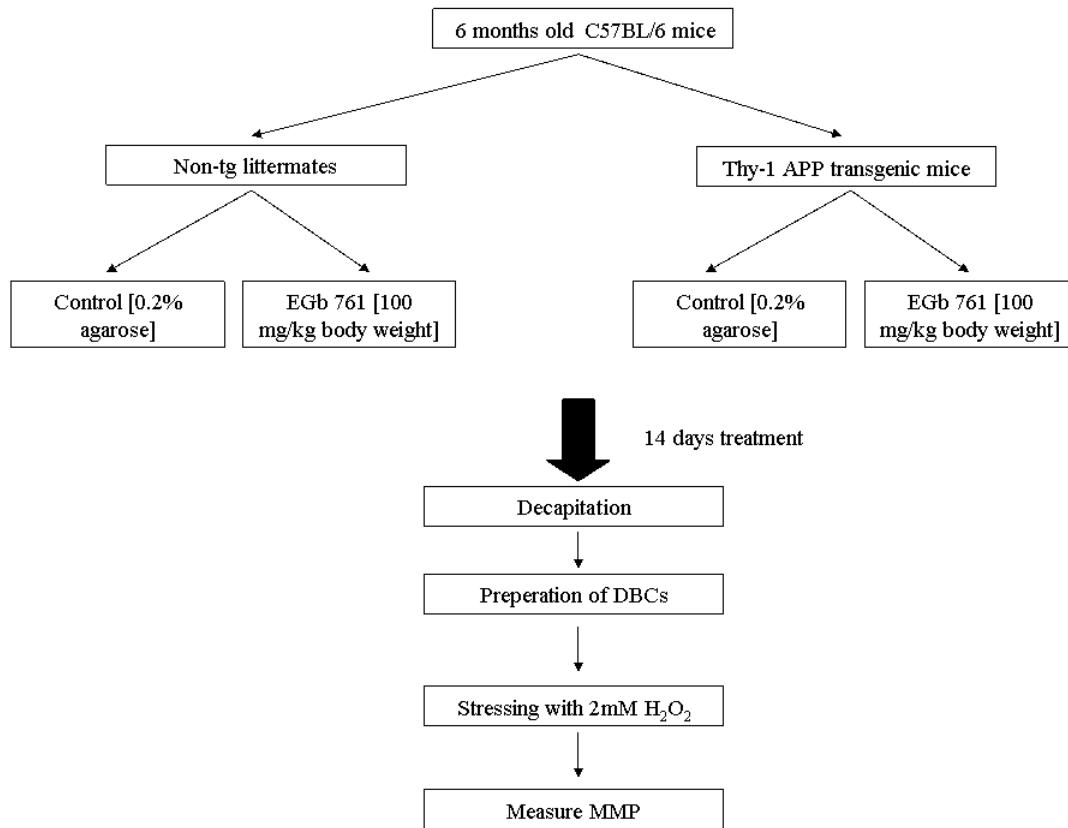 6 months old C57BL/6 mice
Non-tg littermates
Thy-1 APP transgenic mice
Control [0.2%
agarose]
EGb 761 [100
mg/kg body weight]
Control [0.2%
agarose]
EGb 761 [100
mg/kg body weight]
14 days treatment
Decapitation
Preperation of DBCs
Stressing with 2mM H₂O₂
Measure MMP